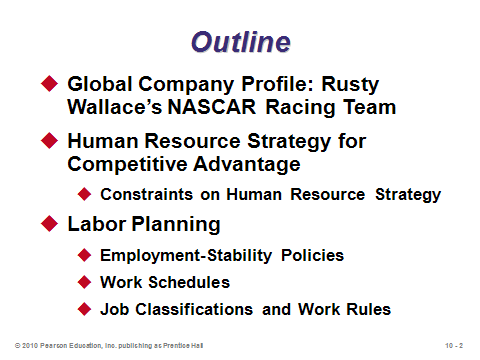 Outline
Global Company Profile: Rusty
Wallace's NASCAR Racing Team
Human Resource Strategy for
Competitive Advantage
Constraints on Human Resource Strategy
Labor Planning
Employment-Stability Policies
Work Schedules
Job Classifications and Work Rules
© 2010 Pearson Education, Inc. publishing as Prentice Hall
10 - 2